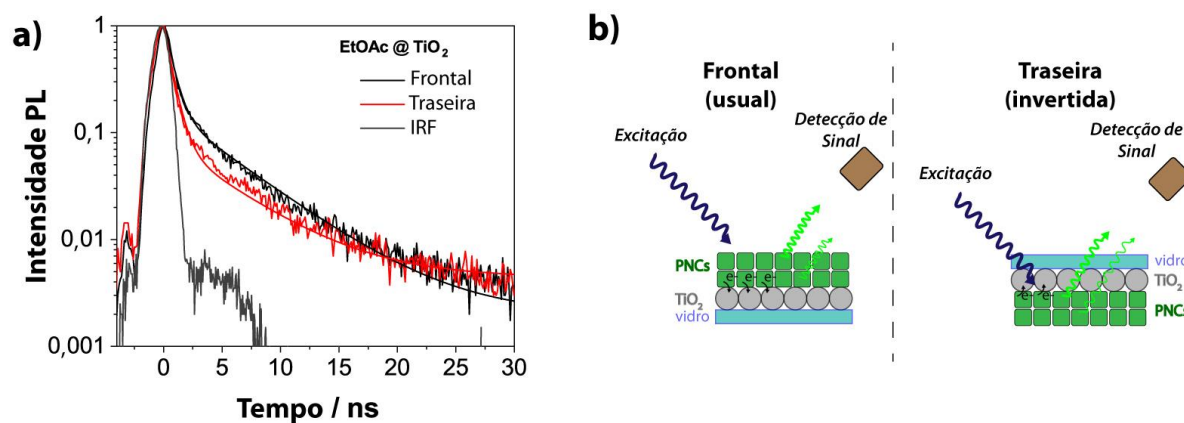 a)
Intensidade PL
1
0,1
0,01
0,001
EtOAc @ TiO₂
Frontal
Traseira
IRF
0
5
10
15
20
25
30
Tempo / ns
b)
Frontal
(usual)
Excitação
Detecção de
Sinal
PNCs
e⁻ e⁻ e⁻
TiO₂
vidro
Traseira
(invertida)
Detecção de
Sinal
Excitação
vidro
TiO₂
e⁻ e⁻
PNCs